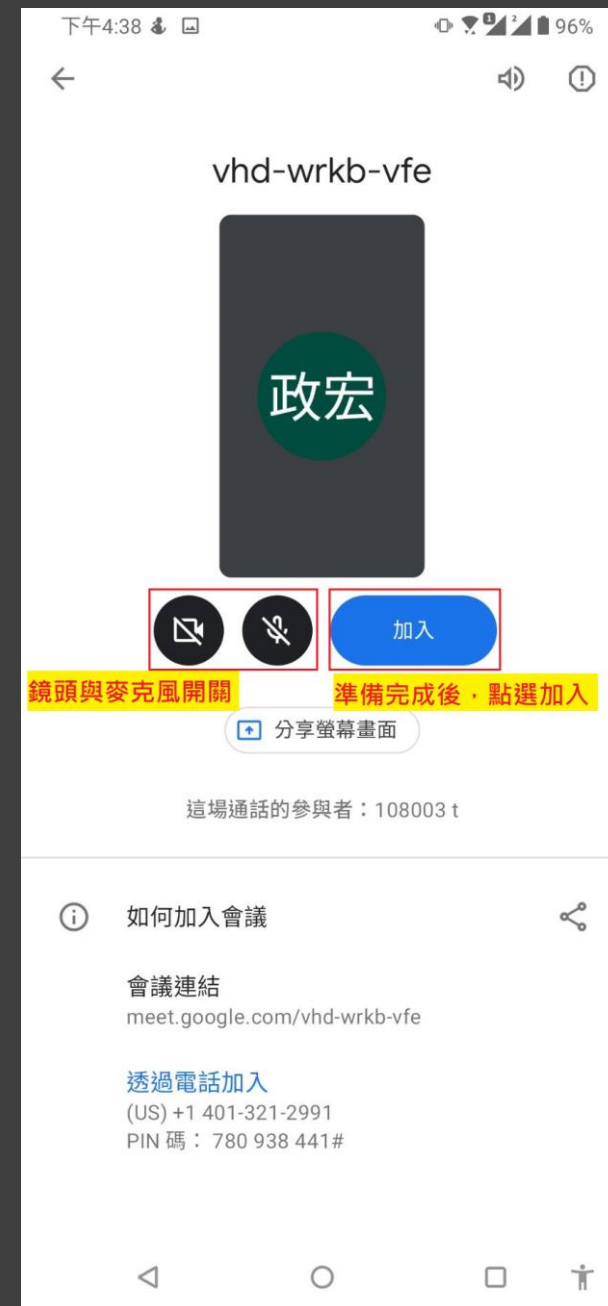 下午4:38
96%
vhd-wrkb-vfe
政宏
加入
鏡頭與麥克風開關
準備完成後，點選加入
分享螢幕畫面
這場通話的參與者：108003 t
如何加入會議
會議連結
meet.google.com/vhd-wrkb-vfe
透過電話加入
(US) +1 401-321-2991
PIN 碼： 780 938 441#